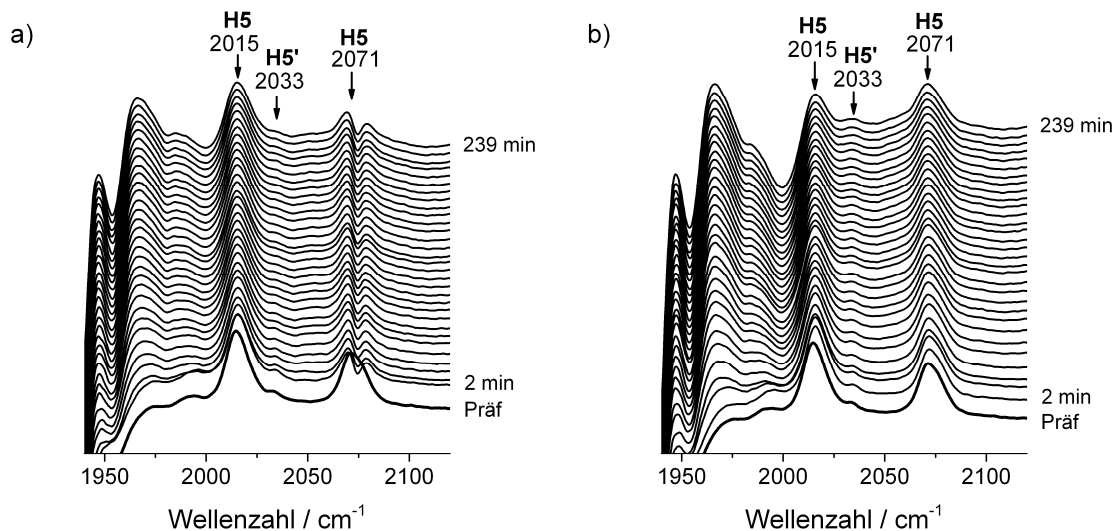 a)
H5
2015
H5'
2033
H5
2071
239 min
2 min
Präf
1950
2000
2050
2100
Wellenzahl / cm⁻¹
b)
H5
2015
H5'
2033
H5
2071
239 min
2 min
Präf
1950
2000
2050
2100
Wellenzahl / cm⁻¹